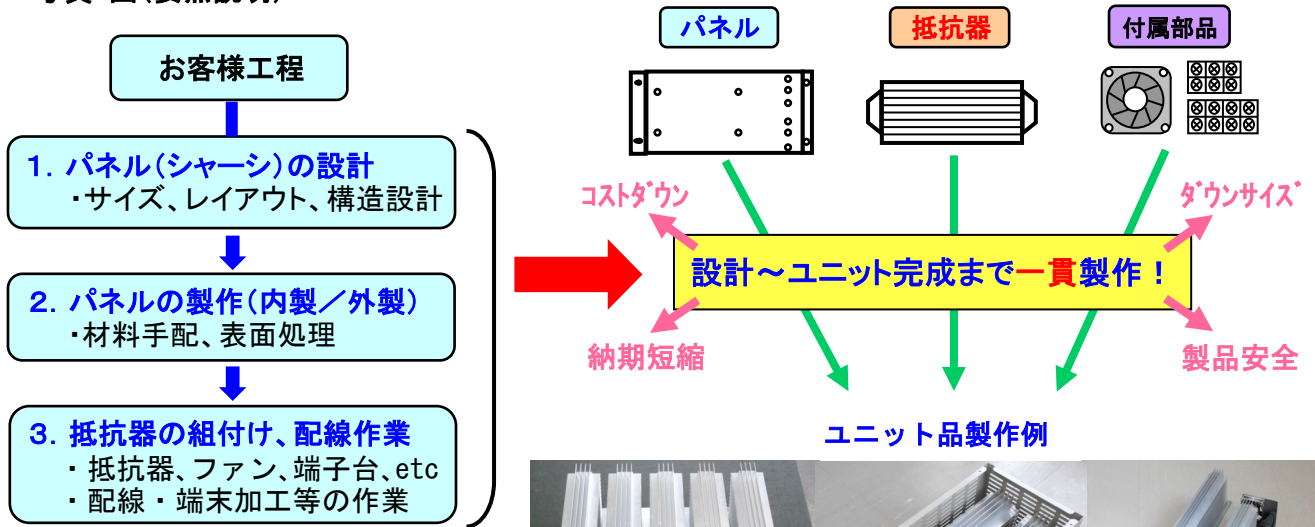 お客様工程
1．パネル（シャーシ）の設計
・サイズ、レイアウト、構造設計
2．パネルの製作（内製／外製）
・材料手配、表面処理
3．抵抗器の組付け、配線作業
・抵抗器、ファン、端子台、etc
・配線・端末加工等の作業
パネル
抵抗器
付属部品
コストダウン
ダウンサイズ
設計～ユニット完成まで一貫製作！
納期短縮
製品安全
ユニット品製作例